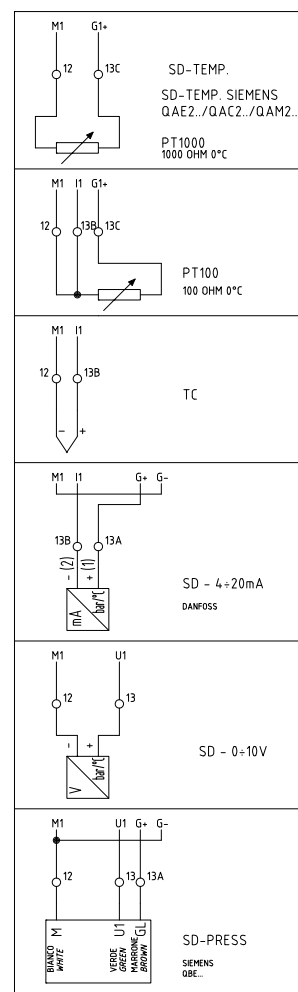 M1 G1+
12 13C
SD-TEMP.
SD-TEMP. SIEMENS
QAE2../QAC2../QAM2..
PT1000
1000 OHM 0°C
M1 I1 G1+
12 13B 13C
PT100
100 OHM 0°C
M1 I1
12 13B
TC
- +
M1 I1 G+ G-
13B 13A
- (2) + (1)
mA bar/°C
SD - 4÷20mA
DANFOSS
M1 U1
12 13
- +
V bar/°C
SD - 0÷10V
M1 U1 G+ G-
12 13 13A
M U1 GL
BIANCO VERDE MARRONE
WHITE GREEN BROWN
SD-PRESS
SIEMENS
QBE...